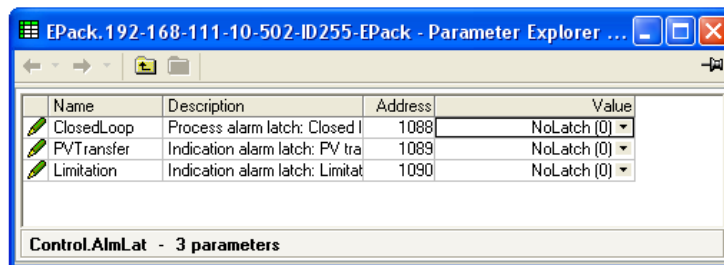 EPack.192-168-111-10-502-ID255-EPack - Parameter Explorer ...
Name Description Address Value
ClosedLoop Process alarm latch: Closed l 1088 NoLatch (0)
PVTransfer Indication alarm latch: PV tra 1089 NoLatch (0)
Limitation Indication alarm latch: Limitat 1090 NoLatch (0)
Control.AlmLat - 3 parameters